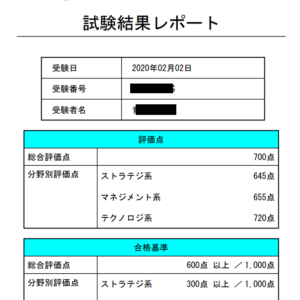 試験結果レポート
受験日 2020年02月02日
受験番号
受験者名
評価点
総合評価点 700点
分野別評価点 ストラテジ系 645点
マネジメント系 655点
テクノロジ系 720点
合格基準
総合評価点 600点 以上 / 1,000点
分野別評価点 ストラテジ系 300点 以上 / 1,000点